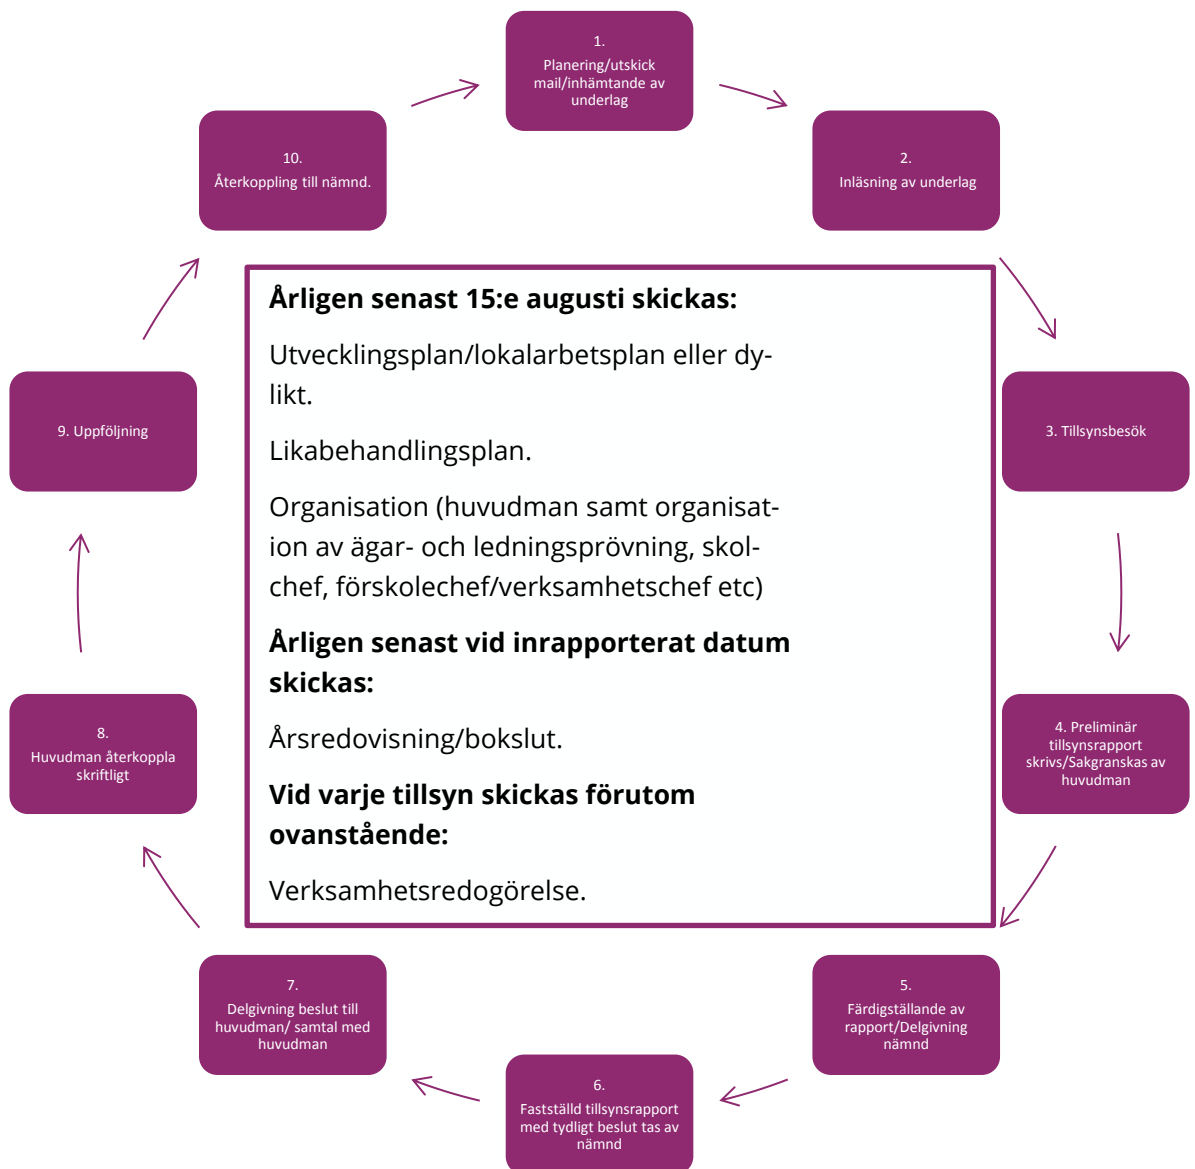 1.
Planering/utskick
mail/inhämtande av
underlag
2.
Inläsning av underlag
3. Tillsynsbesök
4. Preliminär
tillsynsrapport
skrivs/Sakgranskas av
huvudman
5.
Färdigställande av
rapport/Delgivning
nämnd
6.
Fastställd tillsynsrapport
med tydligt beslut tas av
nämnd
7.
Delgivning beslut till
huvudman/ samtal med
huvudman
8.
Huvudman återkoppla
skriftligt
9. Uppföljning
10.
Återkoppling till nämnd.
Årligen senast 15:e augusti skickas:
Utvecklingsplan/lokalarbetsplan eller dy-
likt.
Likabehandlingsplan.
Organisation (huvudman samt organisat-
ion av ägar- och ledningsprövning, skol-
chef, förskolechef/verksamhetschef etc)
Årligen senast vid inrapporterat datum
skickas:
Årsredovisning/bokslut.
Vid varje tillsyn skickas förutom
ovanstående:
Verksamhetsredogörelse.